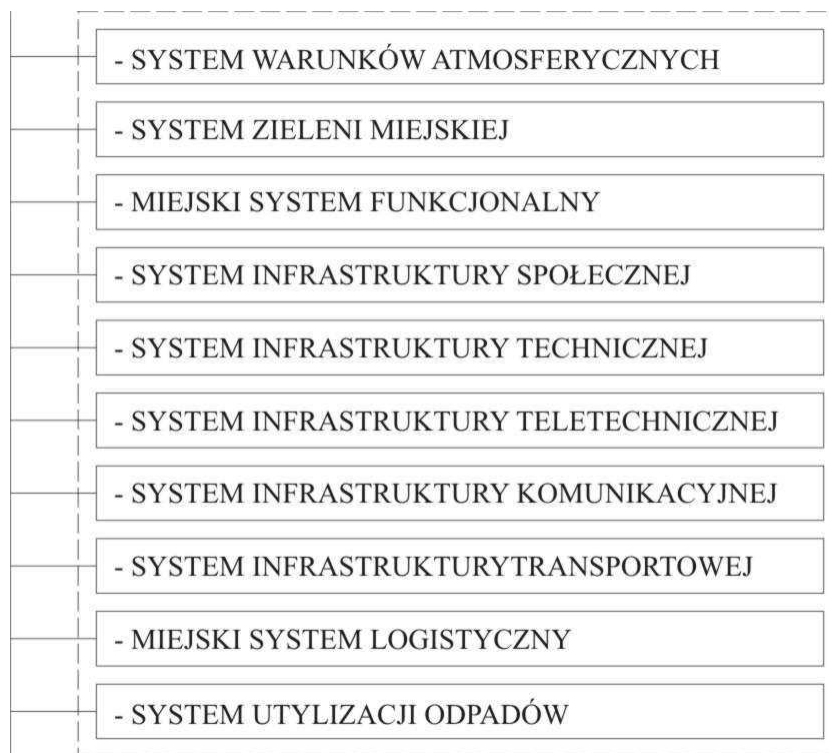 - SYSTEM WARUNKÓW ATMOSFERYCZNYCH
- SYSTEM ZIELENI MIEJSKIEJ
- MIEJSKI SYSTEM FUNKCJONALNY
- SYSTEM INFRASTRUKTURY SPOŁECZNEJ
- SYSTEM INFRASTRUKTURY TECHNICZNEJ
- SYSTEM INFRASTRUKTURY TELETECHNICZNEJ
- SYSTEM INFRASTRUKTURY KOMUNIKACYJNEJ
- SYSTEM INFRASTRUKTURYTRANSPORTOWEJ
- MIEJSKI SYSTEM LOGISTYCZNY
- SYSTEM UTYLIZACJI ODPADÓW